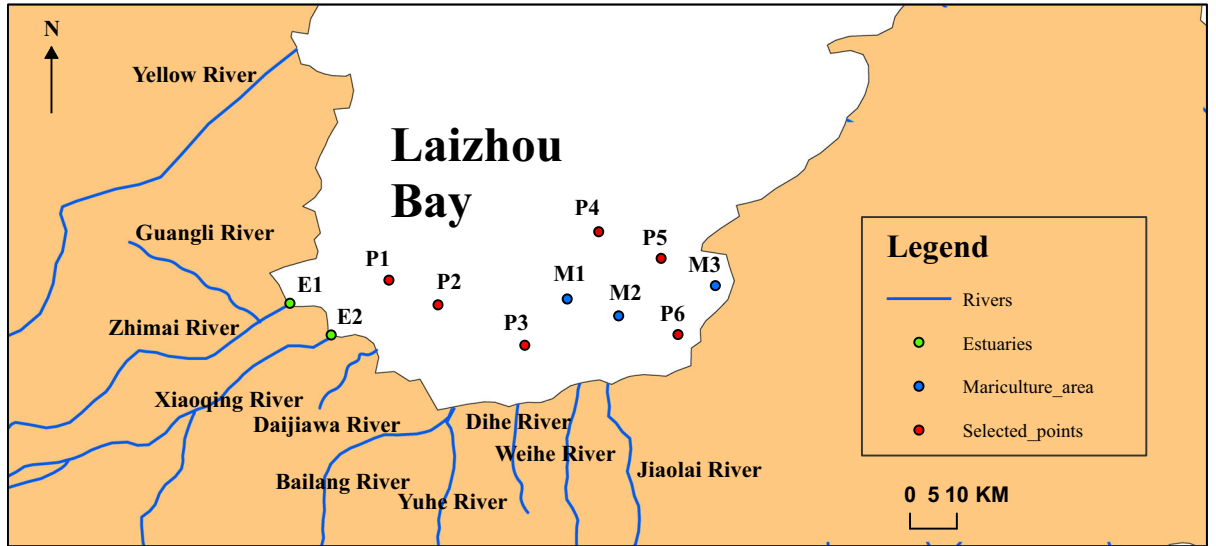 N
Yellow River
Laizhou
Bay
Guangli River
P4
P5
P1
M3
P2
M1
E1
M2
E2
P6
P3
Zhimai River
Xiaoqing River
Daijiawa River
Dihe River
Weihe River
Bailang River
Yuhe River
Jiaolai River
Legend
Rivers
Estuaries
Mariculture_area
Selected_points
0 5 10 KM